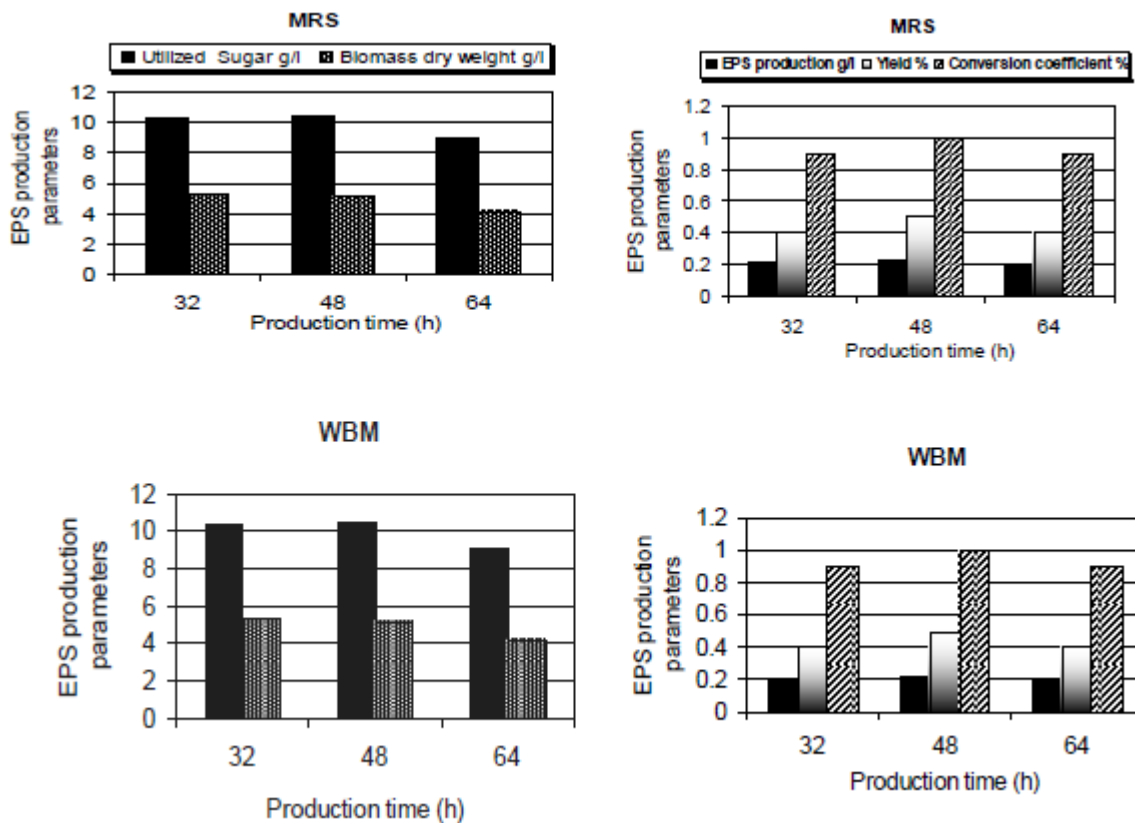 MRS
Utilized Sugar g/l Biomass dry weight g/l
12
10
8
6
4
2
0
EPS production
parameters
32 48 64
Production time (h)
MRS
EPS production g/l Yield % Conversion coefficient %
1.2
1
0.8
0.6
0.4
0.2
0
EPS production
parameters
32 48 64
Production time (h)
WBM
12
10
8
6
4
2
0
EPS production
parameters
32 48 64
Production time (h)
WBM
1.2
1
0.8
0.6
0.4
0.2
0
EPS production
parameters
32 48 64
Production time (h)